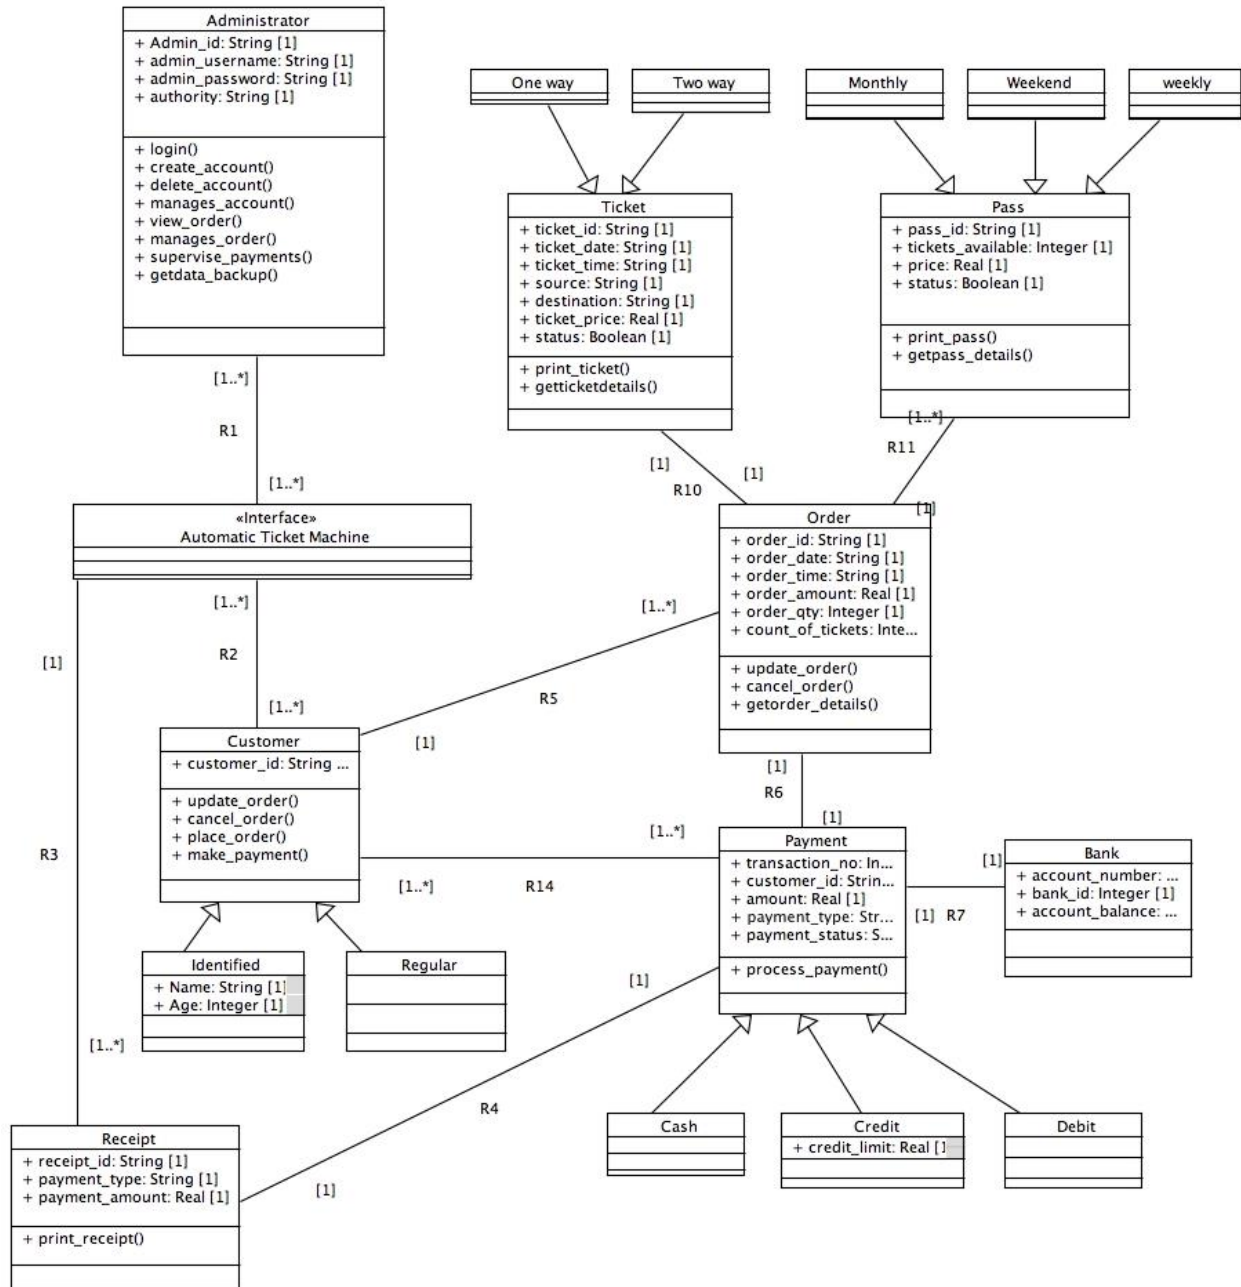 Administrator
+ Admin_id: String [1]
+ admin_username: String [1]
+ admin_password: String [1]
+ authority: String [1]
+ login()
+ create_account()
+ delete_account()
+ manages_account()
+ view_order()
+ manages_order()
+ supervise_payments()
+ getdata_backup()
One way
Two way
Monthly
Weekend
weekly
Ticket
+ ticket_id: String [1]
+ ticket_date: String [1]
+ ticket_time: String [1]
+ source: String [1]
+ destination: String [1]
+ ticket_price: Real [1]
+ status: Boolean [1]
+ print_ticket()
+ getticketdetails()
Pass
+ pass_id: String [1]
+ tickets_available: Integer [1]
+ price: Real [1]
+ status: Boolean [1]
+ print_pass()
+ getpass_details()
[1..*]
R1
[1..*]
[1]
R10
[1]
[1..*]
R11
[1]
«Interface»
Automatic Ticket Machine
Order
+ order_id: String [1]
+ order_date: String [1]
+ order_time: String [1]
+ order_amount: Real [1]
+ order_qty: Integer [1]
+ count_of_tickets: Inte...
+ update_order()
+ cancel_order()
+ getorder_details()
[1..*]
R2
[1..*]
[1]
R3
[1..*]
[1..*]
R5
[1]
Customer
+ customer_id: String ...
+ update_order()
+ cancel_order()
+ place_order()
+ make_payment()
[1]
R6
[1]
[1..*]
R14
[1..*]
Payment
+ transaction_no: In...
+ customer_id: Strin...
+ amount: Real [1]
+ payment_type: Str...
+ payment_status: S...
+ process_payment()
[1]
[1]
R7
Bank
+ account_number: ...
+ bank_id: Integer [1]
+ account_balance: ...
Identified
+ Name: String [1]
+ Age: Integer [1]
Regular
[1]
R4
[1]
Cash
Credit
+ credit_limit: Real [1
Debit
Receipt
+ receipt_id: String [1]
+ payment_type: String [1]
+ payment_amount: Real [1]
+ print_receipt()